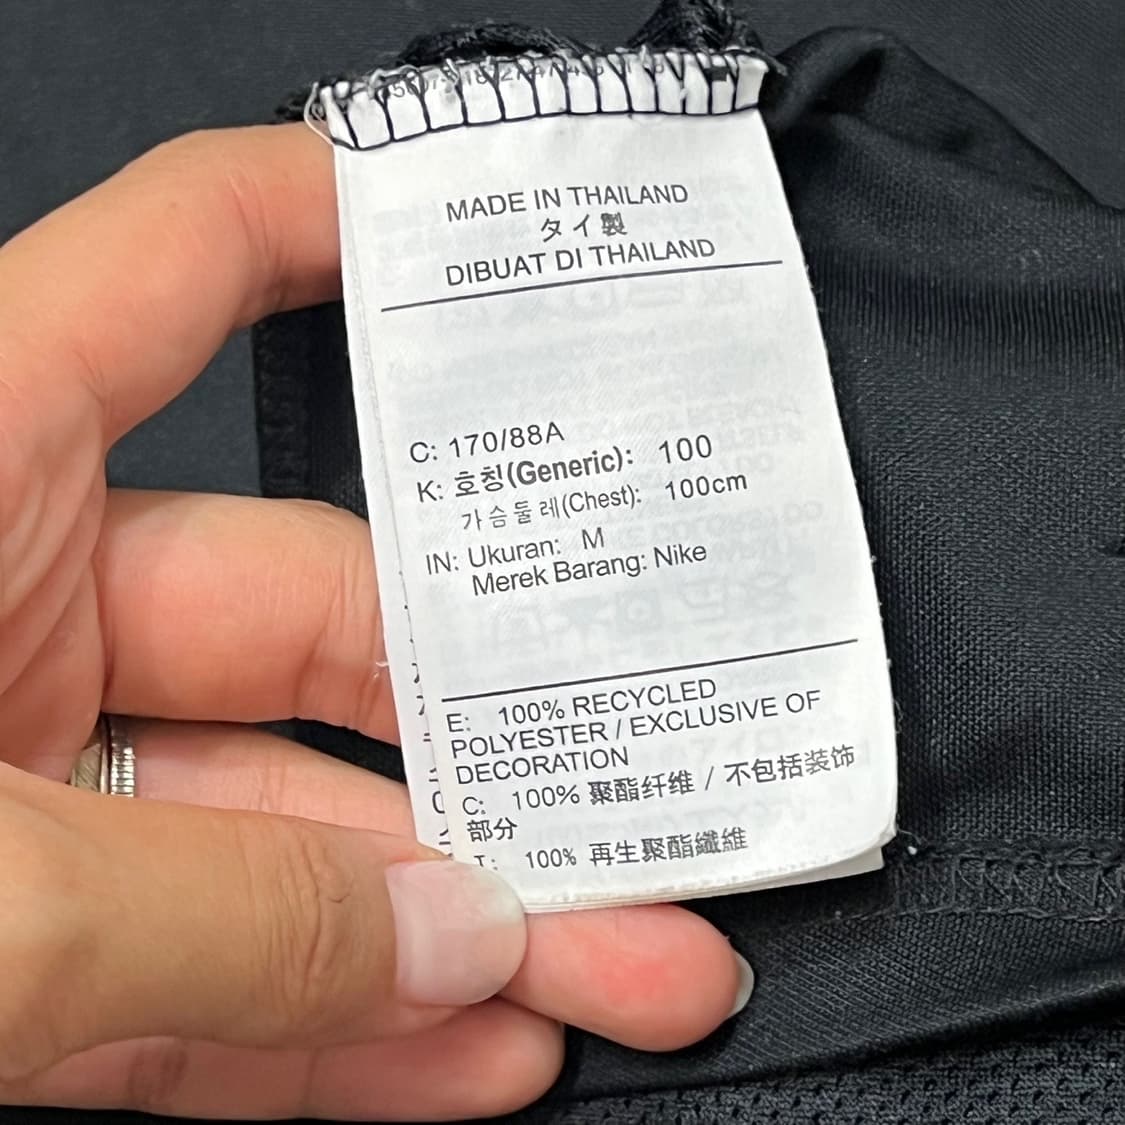 MADE IN THAILAND
タイ製
DIBUAT DI THAILAND
C: 170/88A
K: 호칭(Generic): 100
가슴둘레(Chest): 100cm
IN: Ukuran: M
Merek Barang: Nike
E: 100% RECYCLED
POLYESTER / EXCLUSIVE OF
DECORATION
C: 100% 聚酯纤维 / 不包括装饰
部分
T: 100% 再生聚酯纖維